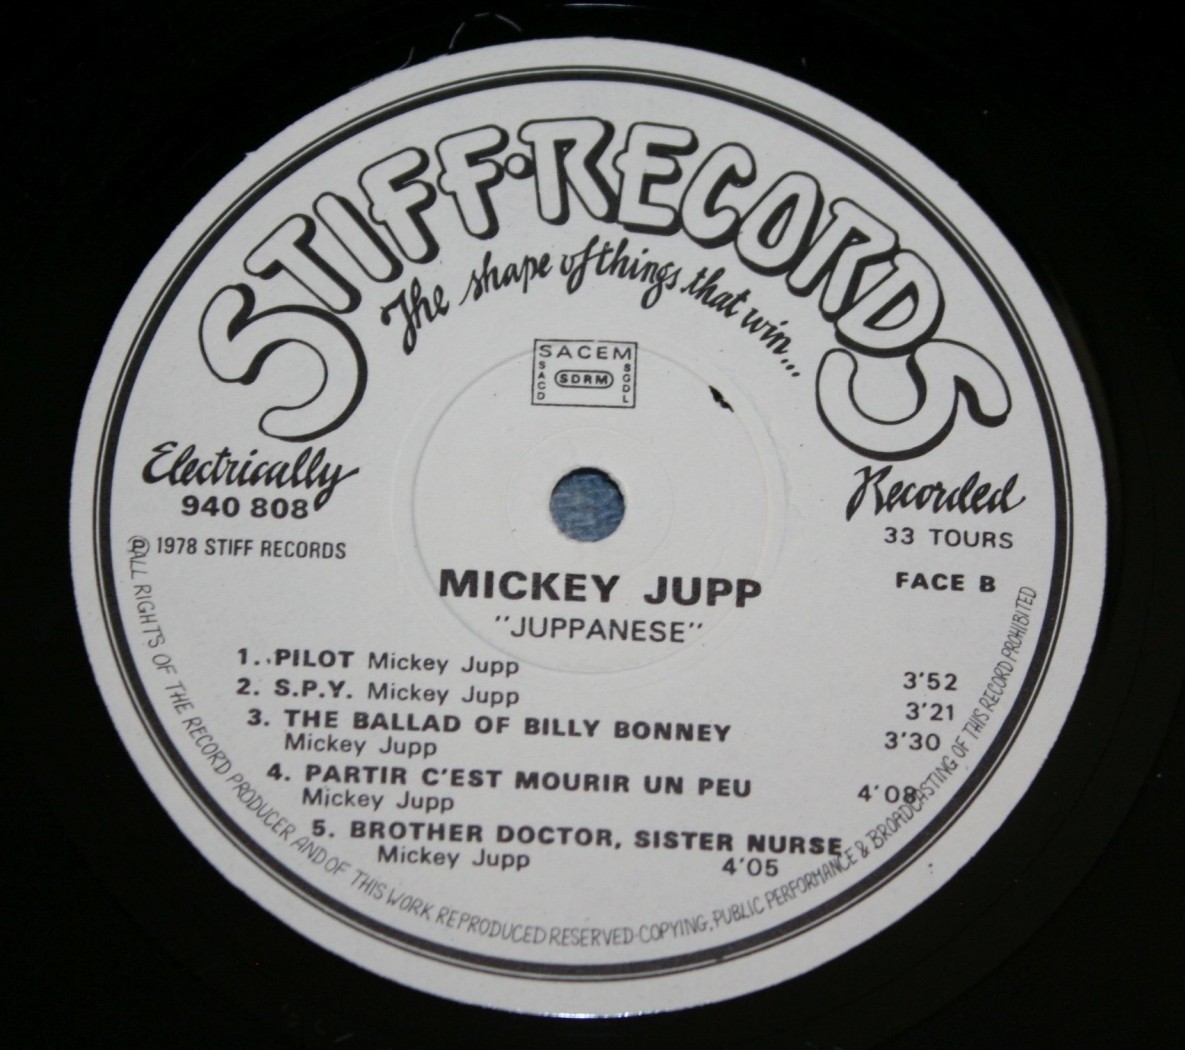 STIFF·RECORDS
The shape of things that win...
SACEM
SACD
SDRM
SGDL
Electrically
Recorded
940 808
33 TOURS
℗ 1978 STIFF RECORDS
FACE B
MICKEY JUPP
"JUPPANESE"
1. PILOT Mickey Jupp 3'52
2. S.P.Y. Mickey Jupp 3'21
3. THE BALLAD OF BILLY BONNEY
Mickey Jupp 3'30
4. PARTIR C'EST MOURIR UN PEU 4'08
Mickey Jupp
5. BROTHER DOCTOR, SISTER NURSE
Mickey Jupp 4'05
ALL RIGHTS OF THE RECORD PRODUCER AND OF THIS WORK REPRODUCED RESERVED·COPYING, PUBLIC PERFORMANCE & BROADCASTING OF THIS RECORD PROHIBITED